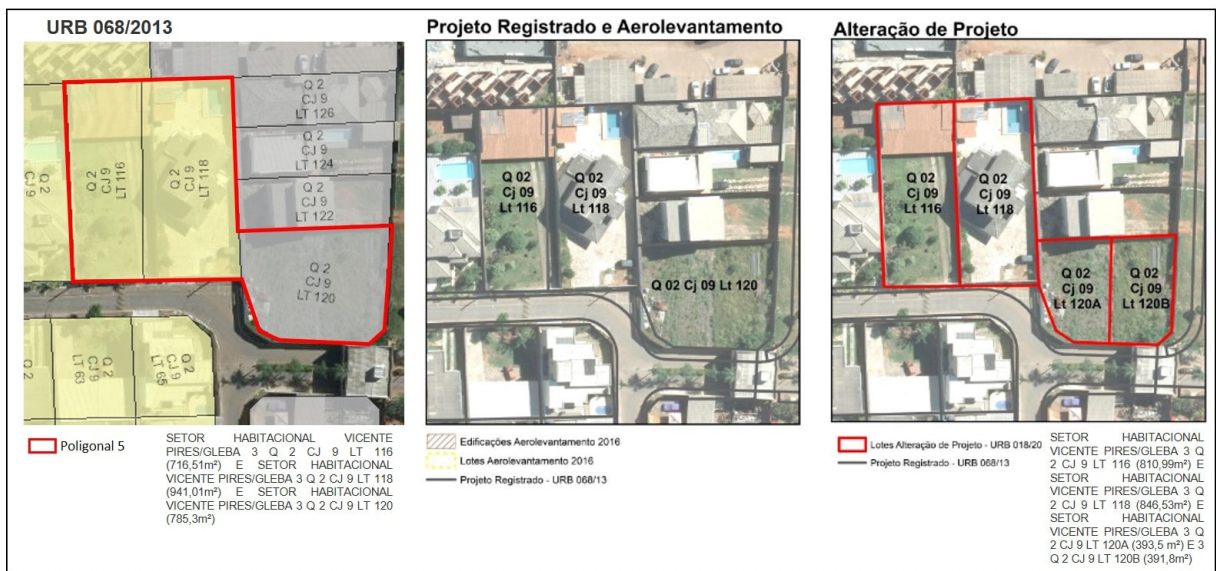 URB 068/2013
Q 2
CJ 9
LT 126
Q 2
CJ 9
LT 124
Q 2
CJ 9
LT 122
Q 2
CJ 9
LT 120
Q 2
CJ 9
LT 116
Q 2
CJ 9
LT 118
Q 2
CJ 9
Q 2
Q 2
CJ 9
LT 63
Q 2
CJ 9
LT 65
Poligonal 5
SETOR HABITACIONAL VICENTE
PIRES/GLEBA 3 Q 2 CJ 9 LT 116
(716,51m²) E SETOR HABITACIONAL
VICENTE PIRES/GLEBA 3 Q 2 CJ 9 LT 118
(941,01m²) E SETOR HABITACIONAL
VICENTE PIRES/GLEBA 3 Q 2 CJ 9 LT 120
(785,3m²)
Projeto Registrado e Aerolevantamento
Q 02
Cj 09
Lt 116
Q 02
Cj 09
Lt 118
Q 02 Cj 09 Lt 120
Edificações Aerolevantamento 2016
Lotes Aerolevantamento 2016
Projeto Registrado - URB 068/13
Alteração de Projeto
Q 02
Cj 09
Lt 116
Q 02
Cj 09
Lt 118
Q 02
Cj 09
Lt 120A
Q 02
Cj 09
Lt 120B
Lotes Alteração de Projeto - URB 018/20
Projeto Registrado - URB 068/13
SETOR HABITACIONAL
VICENTE PIRES/GLEBA 3 Q
2 CJ 9 LT 116 (810,99m²) E
SETOR HABITACIONAL
VICENTE PIRES/GLEBA 3 Q
2 CJ 9 LT 118 (846,53m²) E
SETOR HABITACIONAL
VICENTE PIRES/GLEBA 3 Q
2 CJ 9 LT 120A (393,5 m²) E 3
Q 2 CJ 9 LT 120B (391,8m²)